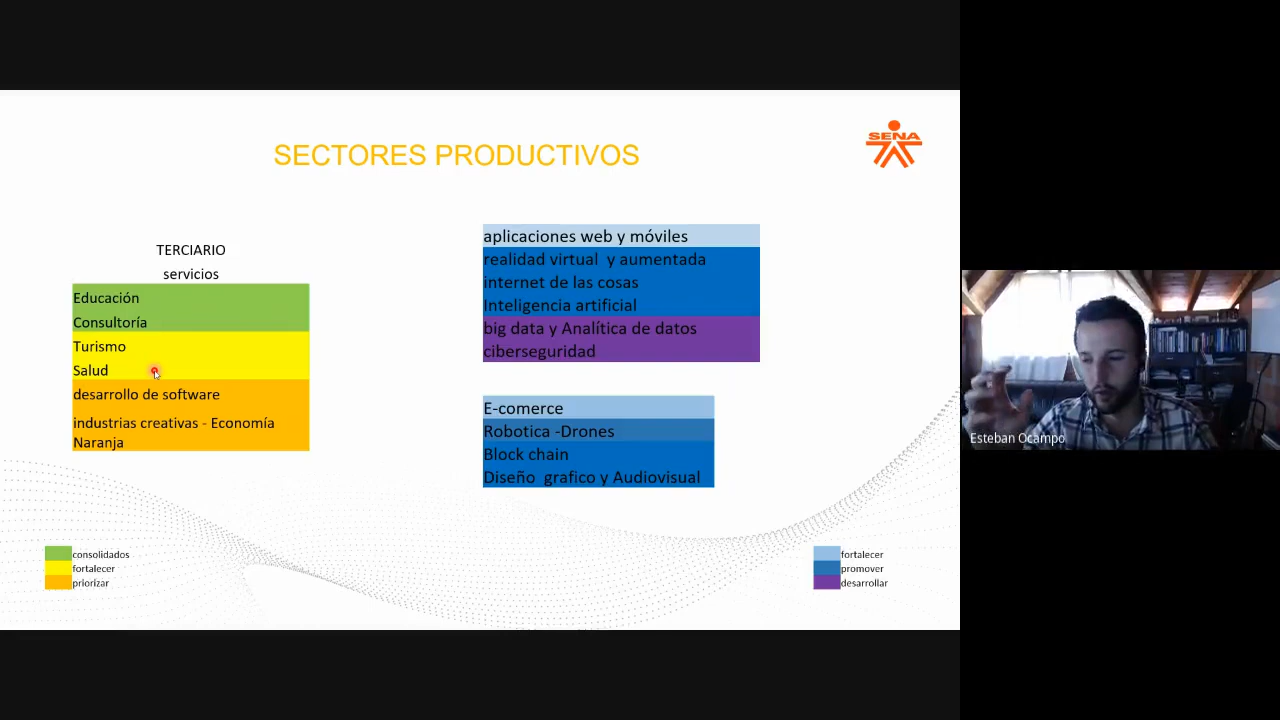 SECTORES PRODUCTIVOS
SENA
TERCIARIO
servicios
Educación
Consultoría
Turismo
Salud
desarrollo de software
industrias creativas - Economía
Naranja
aplicaciones web y móviles
realidad virtual y aumentada
internet de las cosas
Inteligencia artificial
big data y Analítica de datos
ciberseguridad
E-comerce
Robotica -Drones
Block chain
Diseño grafico y Audiovisual
consolidados
fortalecer
priorizar
fortalecer
promover
desarrollar
Esteban Ocampo